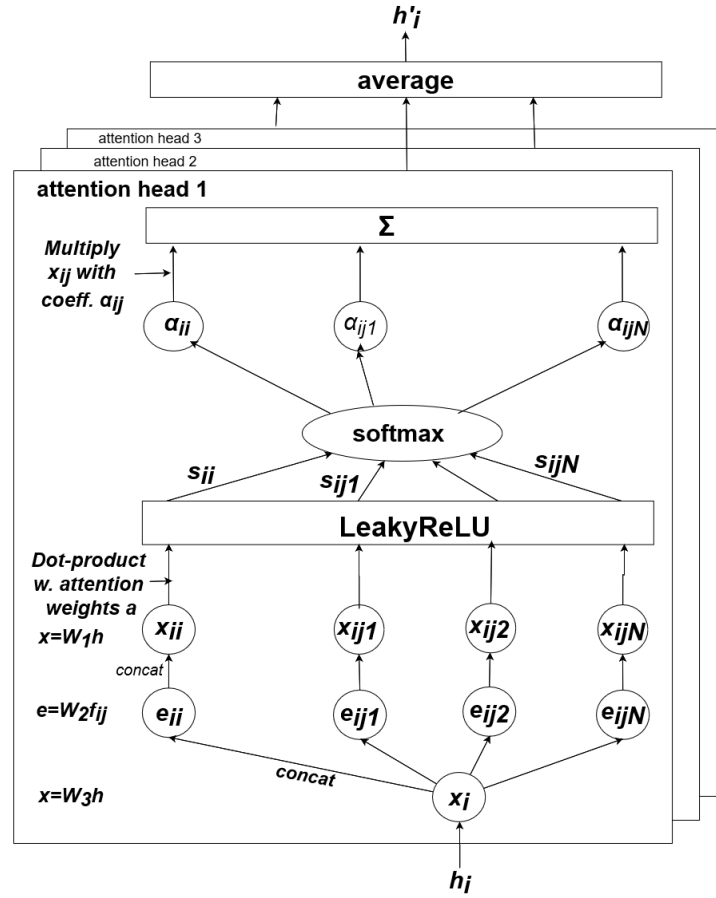 h'i
average
attention head 3
attention head 2
attention head 1
Σ
Multiply
xij with
coeff. αij
αii
αij1
αijN
softmax
sii
sij1
sijN
LeakyReLU
Dot-product
w. attention
weights a
x=W1h
xii
xij1
xij2
xijN
concat
e=W2fij
eii
eij1
eij2
eijN
concat
x=W3h
xi
hi